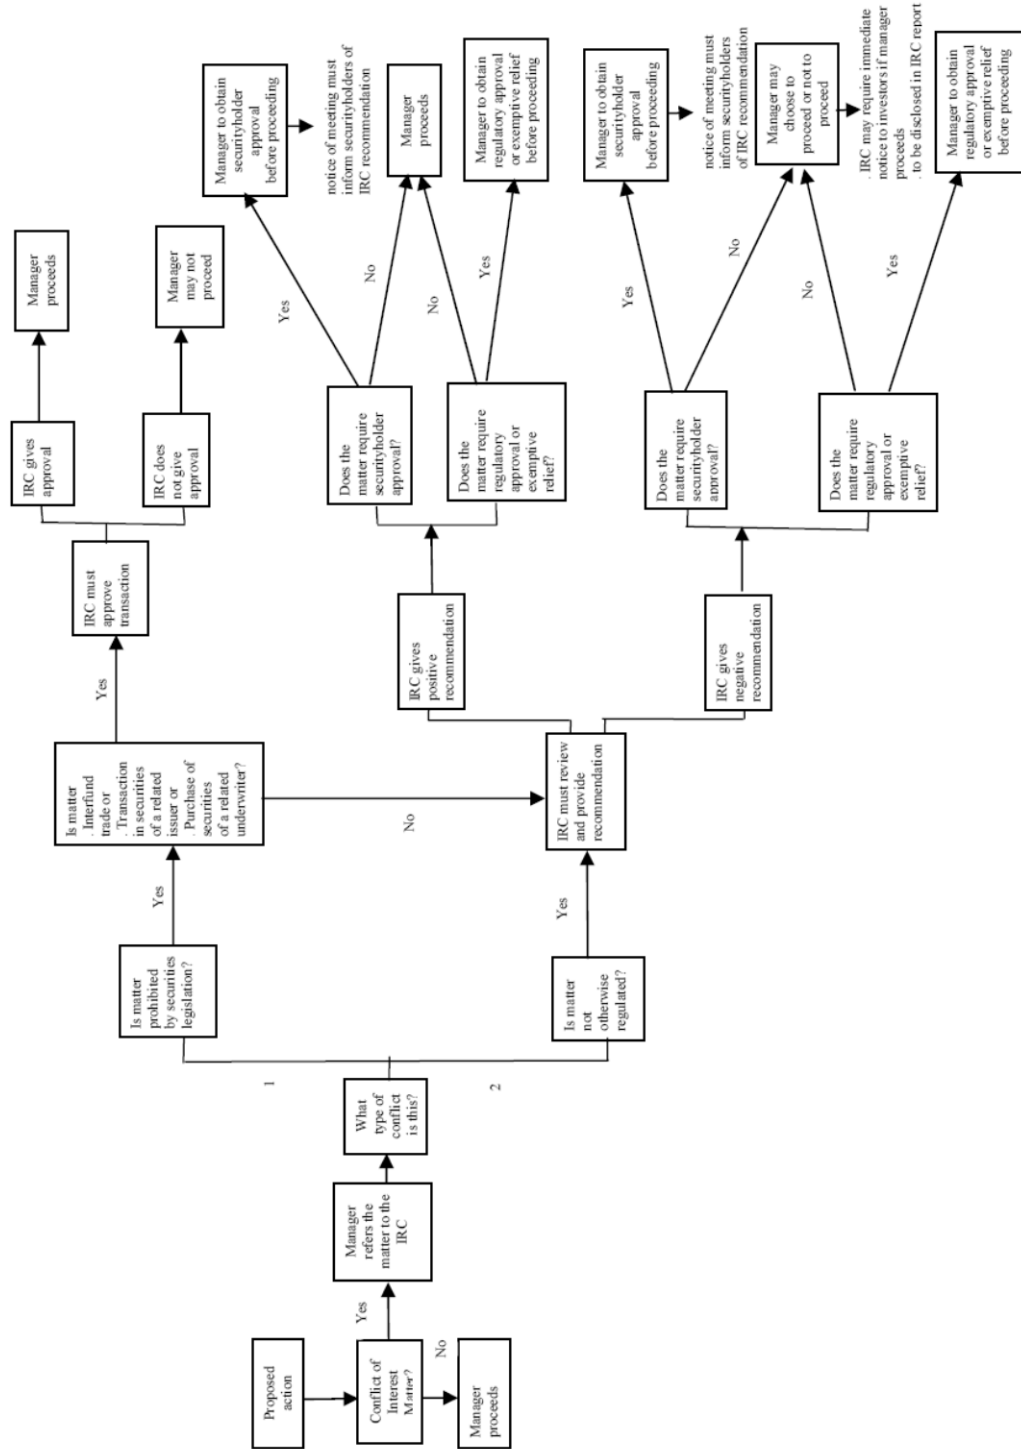 Proposed
action
Conflict of
Interest
Matter?
No
Manager
proceeds
Yes
Manager
refers the
matter to the
IRC
What
type of
conflict
is this?
1
2
Is matter
prohibited
by securities
legislation?
Yes
Is matter
. Interfund
trade or
. Transaction
in securities
of a related
issuer or
. Purchase of
securities
of a related
underwriter?
Yes
IRC must
approve
transaction
IRC gives
approval
Manager
proceeds
IRC does
not give
approval
Manager
may not
proceed
No
Is matter
not
otherwise
regulated?
Yes
IRC must review
and provide
recommendation
IRC gives
positive
recommendation
Does the
matter require
securityholder
approval?
Yes
Manager to obtain
securityholder
approval
before proceeding
notice of meeting must
inform securityholders of
IRC recommendation
No
Manager
proceeds
Does the
matter require
regulatory
approval or
exemptive
relief?
No
Yes
Manager to obtain
regulatory approval
or exemptive relief
before proceeding
IRC gives
negative
recommendation
Does the
matter require
securityholder
approval?
Yes
Manager to obtain
securityholder
approval
before proceeding
notice of meeting must
inform securityholders
of IRC recommendation
No
Manager may
choose to
proceed or not to
proceed
. IRC may require immediate
notice to investors if manager
proceeds
. to be disclosed in IRC report
Does the
matter require
regulatory
approval or
exemptive
relief?
No
Yes
Manager to obtain
regulatory approval
or exemptive relief
before proceeding